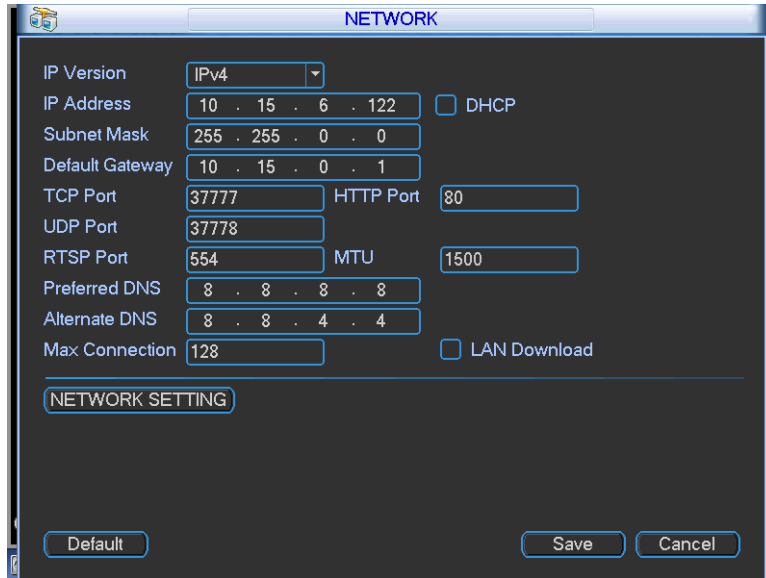 NETWORK
IP Version IPv4
IP Address 10 . 15 . 6 . 122 DHCP
Subnet Mask 255 . 255 . 0 . 0
Default Gateway 10 . 15 . 0 . 1
TCP Port 37777 HTTP Port 80
UDP Port 37778
RTSP Port 554 MTU 1500
Preferred DNS 8 . 8 . 8 . 8
Alternate DNS 8 . 8 . 4 . 4
Max Connection 128 LAN Download
NETWORK SETTING
Default Save Cancel